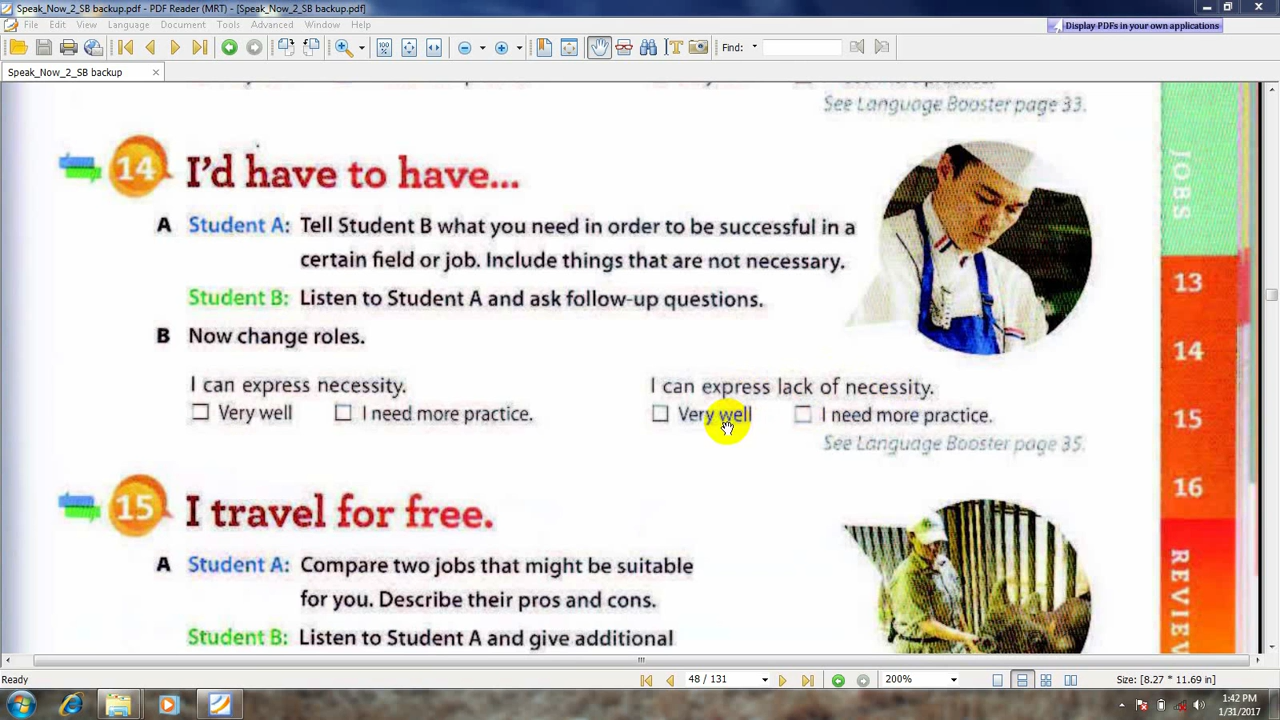 Speak_Now_2_SB backup.pdf - PDF Reader (MRT) - [Speak_Now_2_SB backup.pdf]
File Edit View Language Document Tools Advanced Window Help
Display PDFs in your own applications
Find:
Speak_Now_2_SB backup
See Language Booster page 33.
14 I'd have to have...
A Student A: Tell Student B what you need in order to be successful in a
certain field or job. Include things that are not necessary.
Student B: Listen to Student A and ask follow-up questions.
B Now change roles.
I can express necessity.
Very well I need more practice.
I can express lack of necessity.
Very well I need more practice.
See Language Booster page 35.
15 I travel for free.
A Student A: Compare two jobs that might be suitable
for you. Describe their pros and cons.
Student B: Listen to Student A and give additional
JOBS
13
14
15
16
REVIEW
Ready
48 / 131
200%
Size: [8.27 * 11.69 in]
1:42 PM
1/31/2017